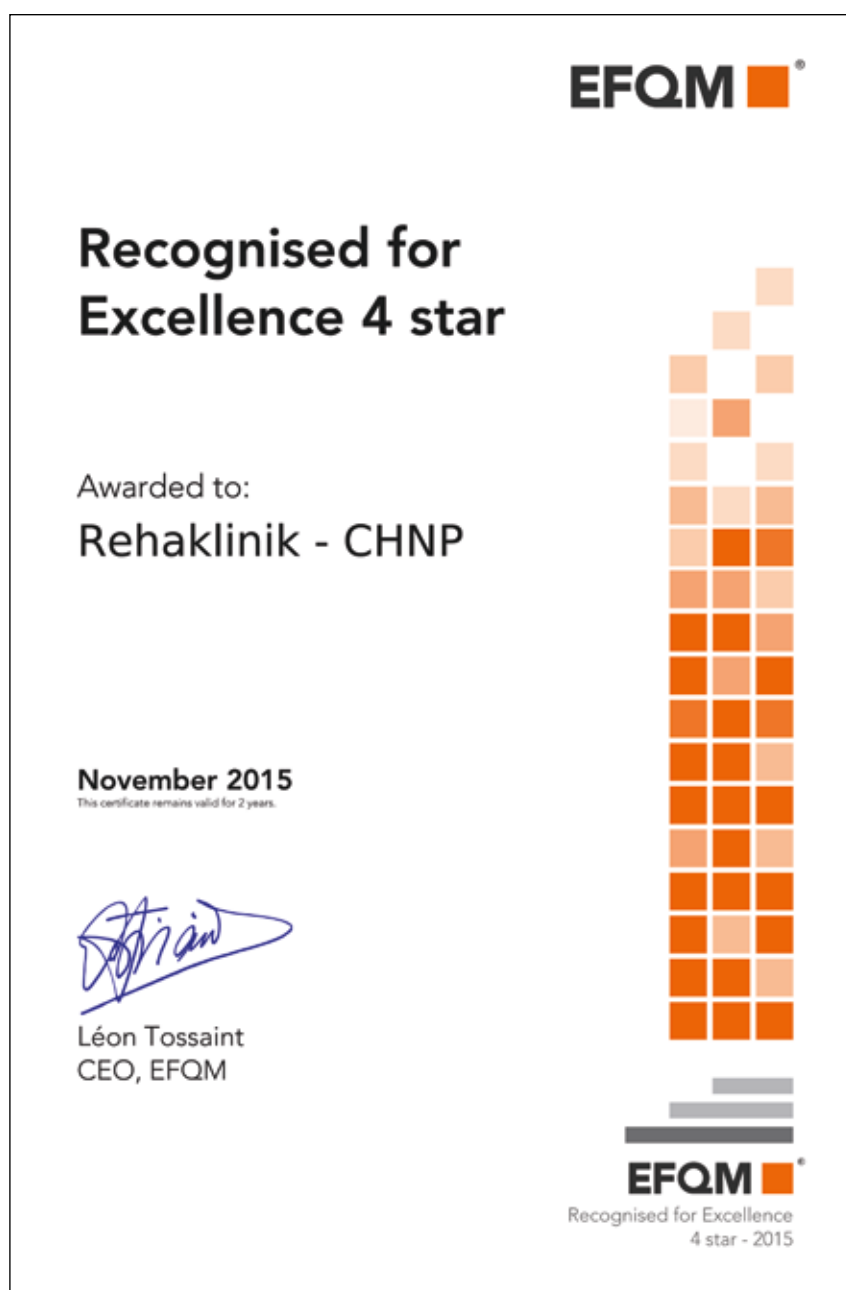 EFQM ®
Recognised for
Excellence 4 star
Awarded to:
Rehaklinik - CHNP
November 2015
This certificate remains valid for 2 years.
Léon Tossaint
CEO, EFQM
EFQM ®
Recognised for Excellence
4 star - 2015